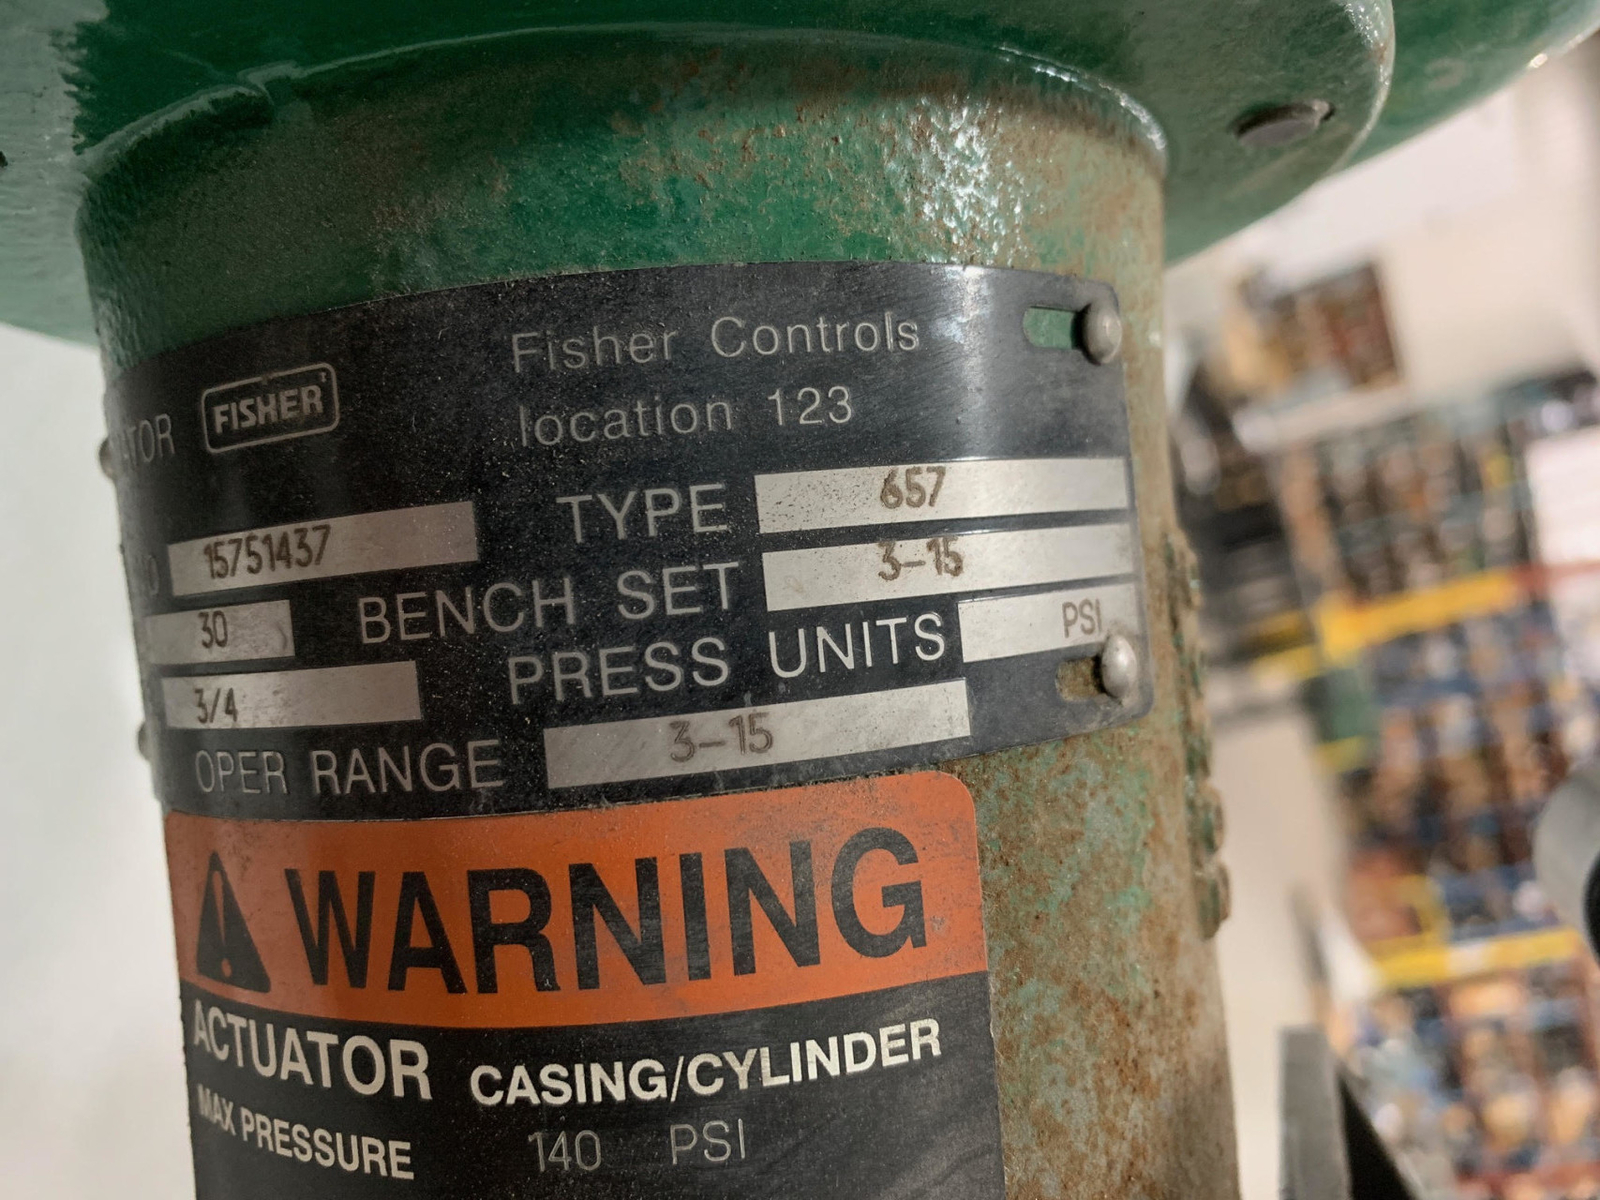 FISHER
Fisher Controls
location 123
TYPE 657
15751437
BENCH SET 3-15
30
PRESS UNITS PSI
3/4
OPER RANGE 3-15
WARNING
ACTUATOR CASING/CYLINDER
MAX PRESSURE 140 PSI